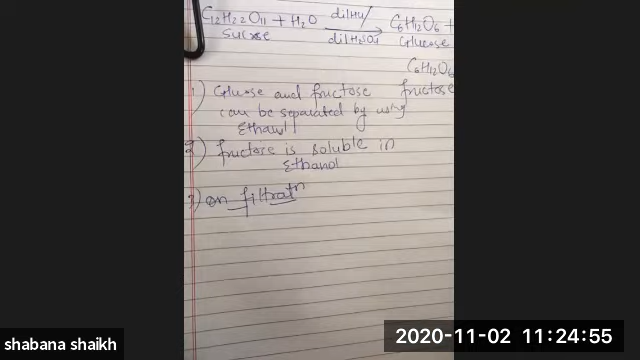 C12H22O11 + H2O dil HCl/ dil H2SO4 C6H12O6 +
Sucrose Glucose
C6H12O6
1) Glucose and fructose fructose
can be separated by using
Ethanol
2) fructose is soluble in
Ethanol
3) on filtratn
shabana shaikh
2020-11-02 11:24:55